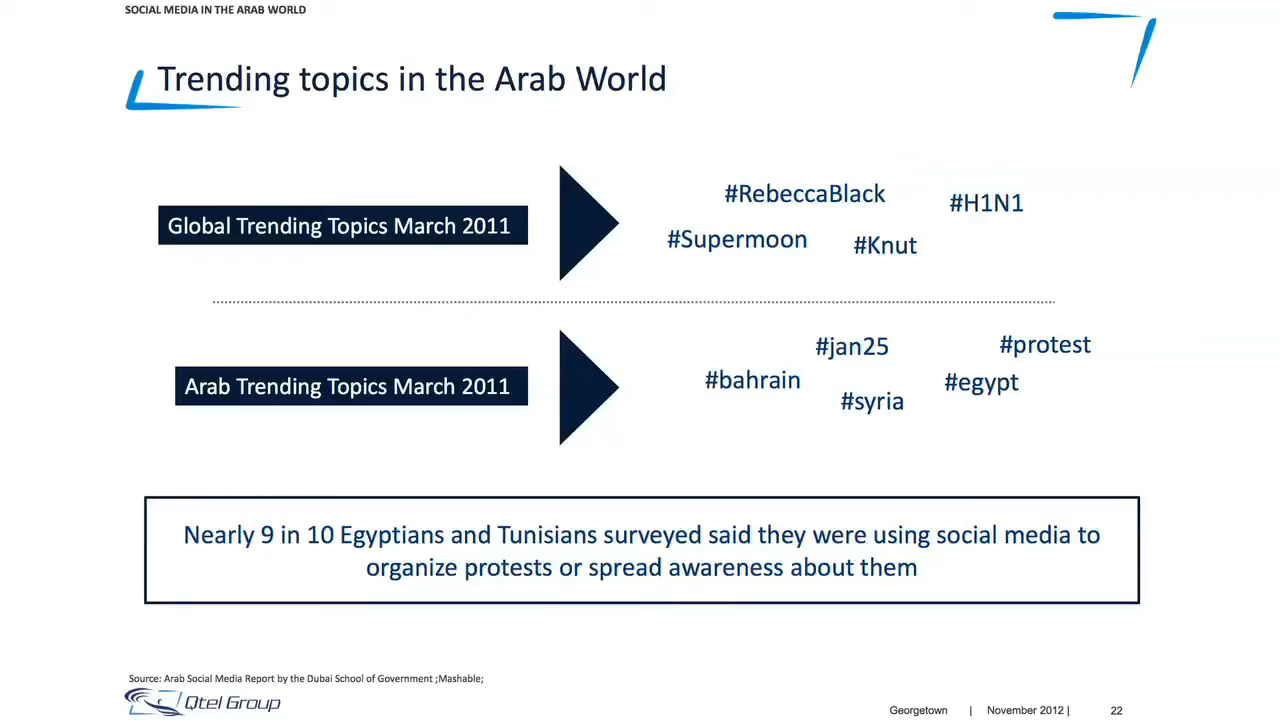 SOCIAL MEDIA IN THE ARAB WORLD
Trending topics in the Arab World
Global Trending Topics March 2011
#RebeccaBlack
#H1N1
#Supermoon
#Knut
Arab Trending Topics March 2011
#jan25
#protest
#bahrain
#egypt
#syria
Nearly 9 in 10 Egyptians and Tunisians surveyed said they were using social media to
organize protests or spread awareness about them
Source: Arab Social Media Report by the Dubai School of Government ;Mashable;
Qtel Group
Georgetown | November 2012 | 22